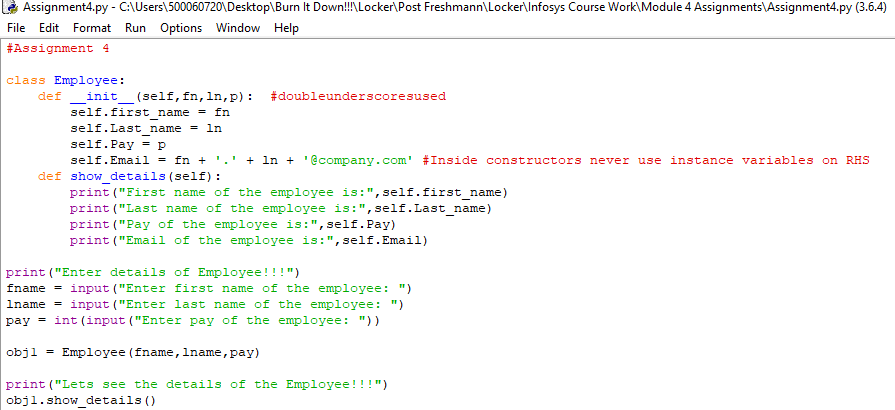 Assignment4.py - C:\Users\500060720\Desktop\Burn It Down!!!\Locker\Post Freshmann\Locker\Infosys Course Work\Module 4 Assignments\Assignment4.py (3.6.4)
File Edit Format Run Options Window Help
#Assignment 4

class Employee:
    def __init__(self,fn,ln,p):  #doubleunderscoresused
        self.first_name = fn
        self.Last_name = ln
        self.Pay = p
        self.Email = fn + '.' + ln + '@company.com' #Inside constructors never use instance variables on RHS
    def show_details(self):
        print("First name of the employee is:",self.first_name)
        print("Last name of the employee is:",self.Last_name)
        print("Pay of the employee is:",self.Pay)
        print("Email of the employee is:",self.Email)

print("Enter details of Employee!!!")
fname = input("Enter first name of the employee: ")
lname = input("Enter last name of the employee: ")
pay = int(input("Enter pay of the employee: "))

obj1 = Employee(fname,lname,pay)

print("Lets see the details of the Employee!!!")
obj1.show_details()